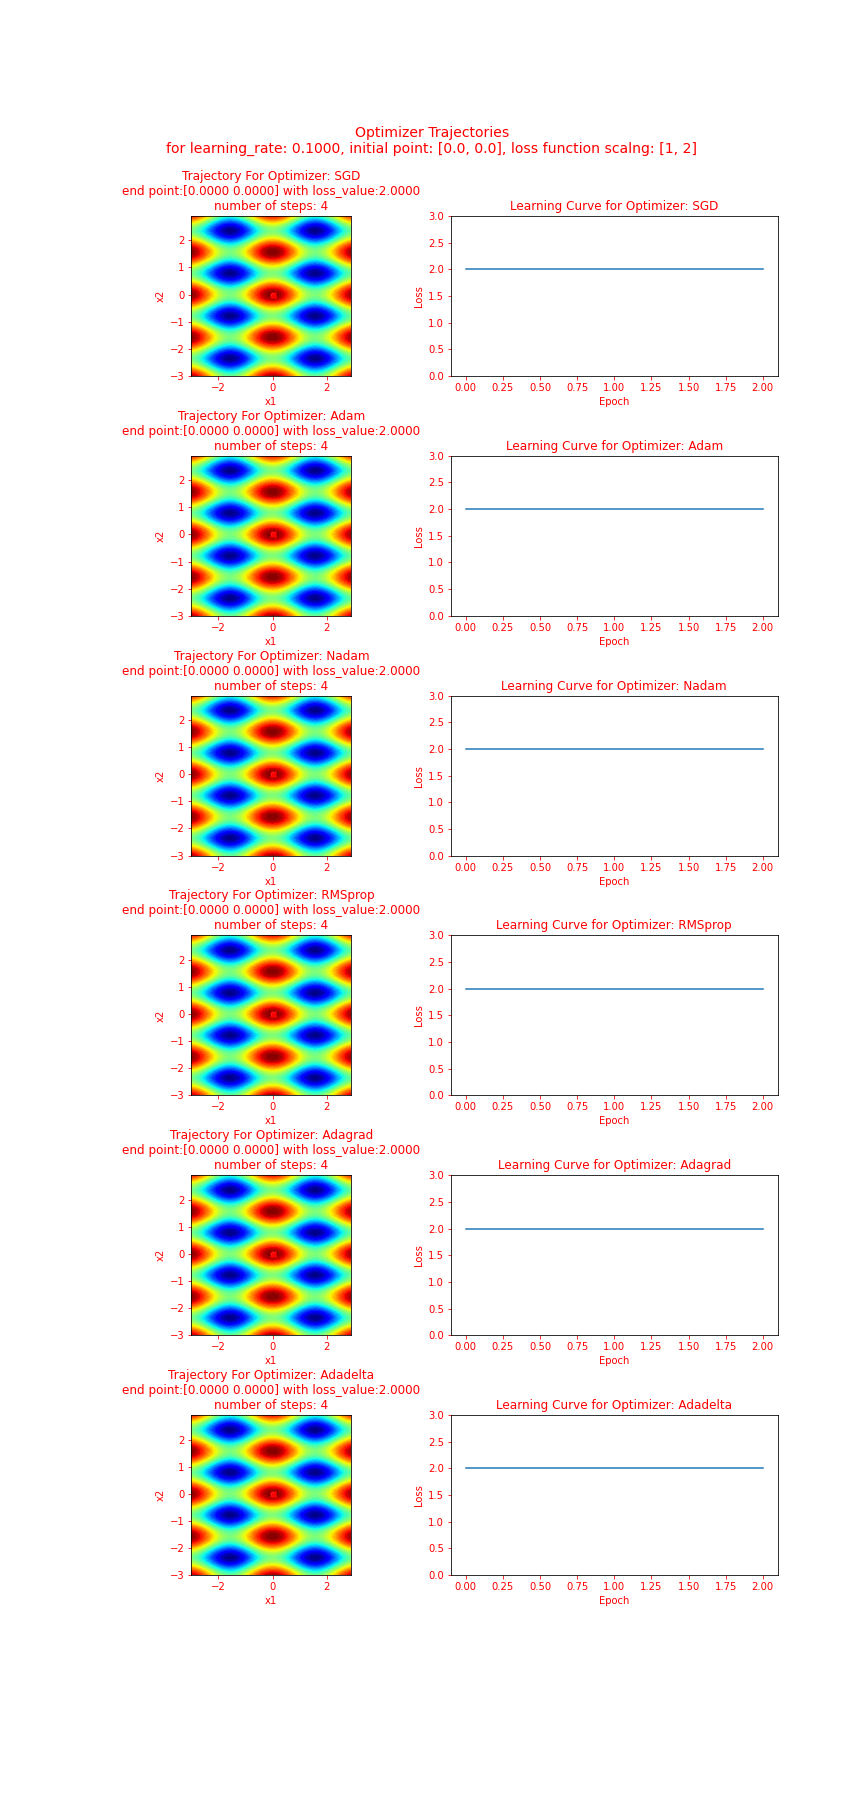 Optimizer Trajectories
for learning_rate: 0.1000, initial point: [0.0, 0.0], loss function scalng: [1, 2]
Trajectory For Optimizer: SGD
end point:[0.0000 0.0000] with loss_value:2.0000
number of steps: 4
2
1
0
−1
−2
−3
x2
−2 0 2
x1
Learning Curve for Optimizer: SGD
3.0
2.5
2.0
1.5
1.0
0.5
0.0
Loss
0.00 0.25 0.50 0.75 1.00 1.25 1.50 1.75 2.00
Epoch
Trajectory For Optimizer: Adam
end point:[0.0000 0.0000] with loss_value:2.0000
number of steps: 4
2
1
0
−1
−2
−3
x2
−2 0 2
x1
Learning Curve for Optimizer: Adam
3.0
2.5
2.0
1.5
1.0
0.5
0.0
Loss
0.00 0.25 0.50 0.75 1.00 1.25 1.50 1.75 2.00
Epoch
Trajectory For Optimizer: Nadam
end point:[0.0000 0.0000] with loss_value:2.0000
number of steps: 4
2
1
0
−1
−2
−3
x2
−2 0 2
x1
Learning Curve for Optimizer: Nadam
3.0
2.5
2.0
1.5
1.0
0.5
0.0
Loss
0.00 0.25 0.50 0.75 1.00 1.25 1.50 1.75 2.00
Epoch
Trajectory For Optimizer: RMSprop
end point:[0.0000 0.0000] with loss_value:2.0000
number of steps: 4
2
1
0
−1
−2
−3
x2
−2 0 2
x1
Learning Curve for Optimizer: RMSprop
3.0
2.5
2.0
1.5
1.0
0.5
0.0
Loss
0.00 0.25 0.50 0.75 1.00 1.25 1.50 1.75 2.00
Epoch
Trajectory For Optimizer: Adagrad
end point:[0.0000 0.0000] with loss_value:2.0000
number of steps: 4
2
1
0
−1
−2
−3
x2
−2 0 2
x1
Learning Curve for Optimizer: Adagrad
3.0
2.5
2.0
1.5
1.0
0.5
0.0
Loss
0.00 0.25 0.50 0.75 1.00 1.25 1.50 1.75 2.00
Epoch
Trajectory For Optimizer: Adadelta
end point:[0.0000 0.0000] with loss_value:2.0000
number of steps: 4
2
1
0
−1
−2
−3
x2
−2 0 2
x1
Learning Curve for Optimizer: Adadelta
3.0
2.5
2.0
1.5
1.0
0.5
0.0
Loss
0.00 0.25 0.50 0.75 1.00 1.25 1.50 1.75 2.00
Epoch